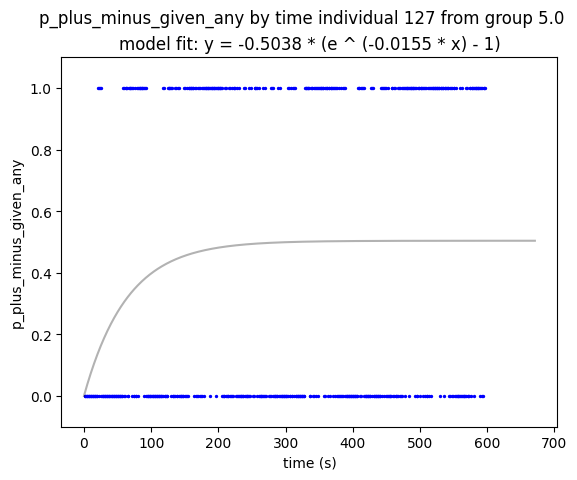 p_plus_minus_given_any by time individual 127 from group 5.0
model fit: y = -0.5038 * (e ^ (-0.0155 * x) - 1)
1.0
0.8
0.6
0.4
0.2
0.0
p_plus_minus_given_any
0 100 200 300 400 500 600 700
time (s)